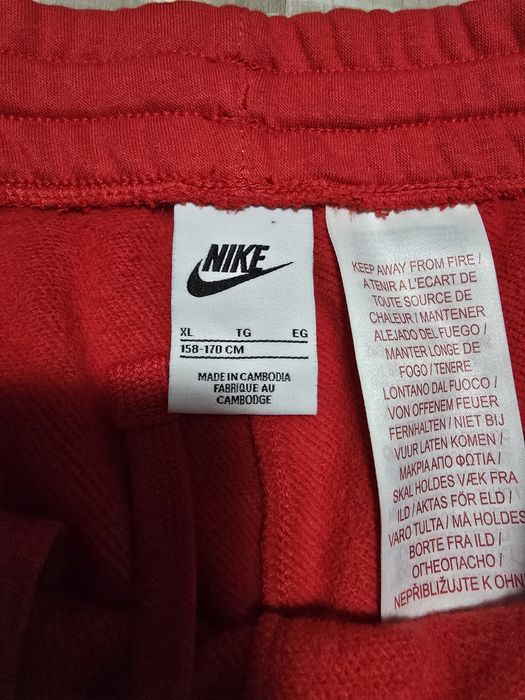 NIKE
XL TG EG
158-170 CM
MADE IN CAMBODIA
FABRIQUE AU
CAMBODGE
KEEP AWAY FROM FIRE /
A TENIR A L'ECART DE
TOUTE SOURCE DE
CHALEUR / MANTENER
ALEJADO DEL FUEGO /
MANTER LONGE DE
FOGO / TENERE
LONTANO DAL FUOCO /
VON OFFENEM FEUER
FERNHALTEN / NIET BIJ
VUUR LATEN KOMEN /
ΜΑΚΡΙΑ ΑΠΟ ΦΩΤΙΑ /
SKAL HOLDES VÆK FRA
ILD / AKTAS FÖR ELD /
VARO TULTA / MÅ HOLDES
BORTE FRA ILD /
ОГНЕОПАСНО /
NEPŘIBLIŽUJTE K OHNI